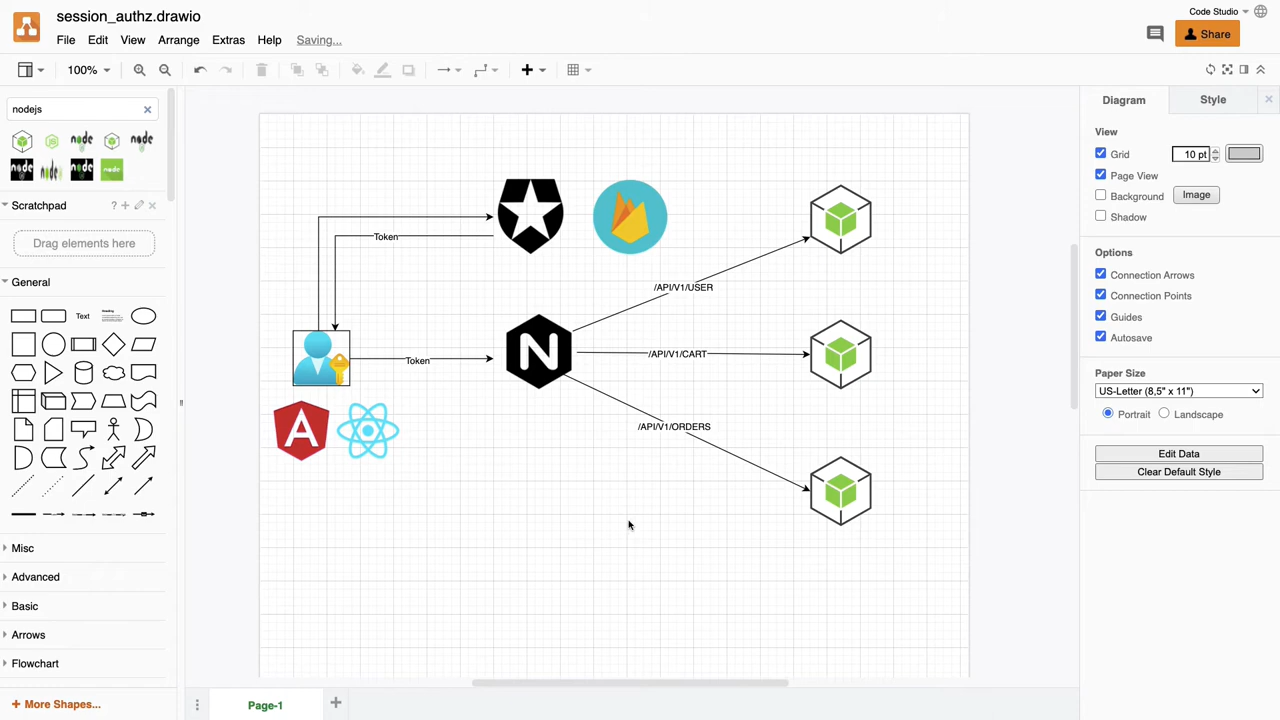 session_authz.drawio
Code Studio
File Edit View Arrange Extras Help Saving...
Share
100%
nodejs
Diagram Style
View
Grid 10 pt
Page View
Background Image
Shadow
Options
Connection Arrows
Connection Points
Guides
Autosave
Paper Size
US-Letter (8,5" x 11")
Portrait Landscape
Edit Data
Clear Default Style
Scratchpad
Drag elements here
General
Text
Heading
Misc
Advanced
Basic
Arrows
Flowchart
+ More Shapes...
Token
/API/V1/USER
Token
/API/V1/CART
/API/V1/ORDERS
Page-1